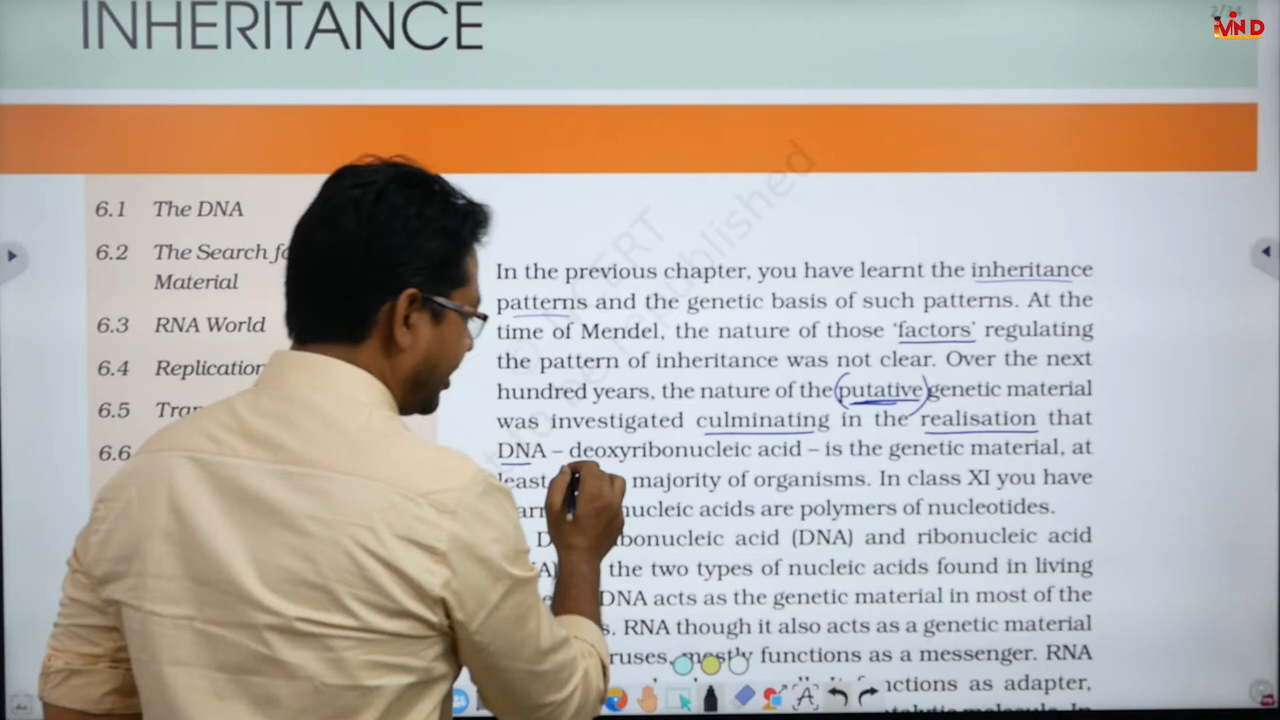 INHERITANCE
2/24
MIND
6.1 The DNA
6.2 The Search
Material
6.3 RNA World
6.4 Replication
6.5
6.6
In the previous chapter, you have learnt the inheritance
patterns and the genetic basis of such patterns. At the
time of Mendel, the nature of those ‘factors’ regulating
the pattern of inheritance was not clear. Over the next
hundred years, the nature of the putative genetic material
was investigated culminating in the realisation that
DNA – deoxyribonucleic acid – is the genetic material, at
least majority of organisms. In class XI you have
nucleic acids are polymers of nucleotides.
acid (DNA) and ribonucleic acid
the two types of nucleic acids found in living
DNA acts as the genetic material in most of the
RNA though it also acts as a genetic material
mostly functions as a messenger. RNA
as adapter,